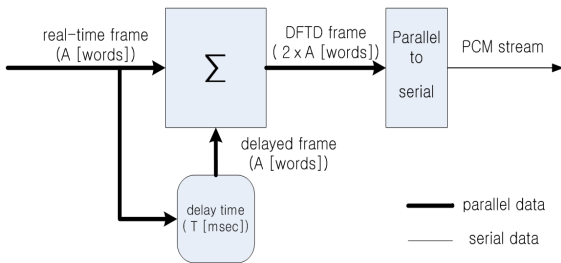 real-time frame
(A [words])
Σ
DFTD frame
( 2 x A [words])
Parallel
to
serial
PCM stream
delayed frame
(A [words])
delay time
( T [msec])
parallel data
serial data